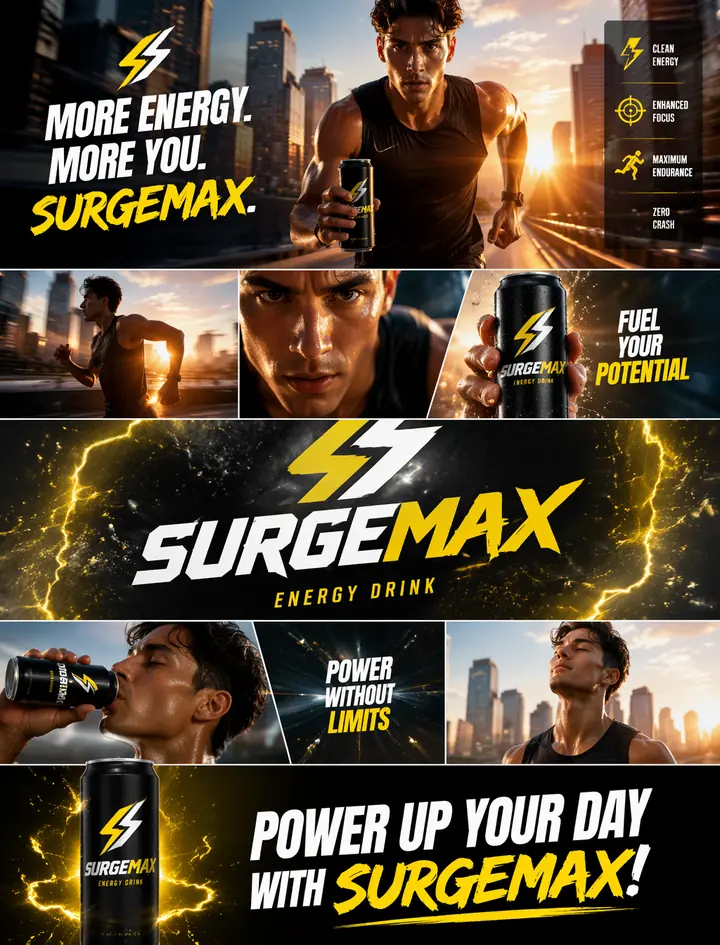 MORE ENERGY.
MORE YOU.
SURGEMAX.
CLEAN
ENERGY
ENHANCED
FOCUS
MAXIMUM
ENDURANCE
ZERO
CRASH
SURGEMAX
ENERGY DRINK
FUEL
YOUR
POTENTIAL
SURGEMAX
ENERGY DRINK
POWER
WITHOUT
LIMITS
SURGEMAX
ENERGY DRINK
POWER UP YOUR DAY
WITH SURGEMAX!